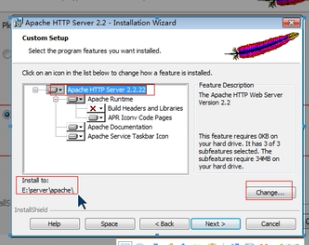 Apache HTTP Server 2.2 - Installation Wizard
Custom Setup
Select the program features you want installed.
Click on an icon in the list below to change how a feature is installed.
Apache HTTP Server 2.2.22
Apache Runtime
Build Headers and Libraries
APR Iconv Code Pages
Apache Documentation
Apache Service Taskbar Icon
Feature Description
The Apache HTTP Web Server
Version 2.2
This feature requires 0KB on
your hard drive. It has 3 of 3
subfeatures selected. The
subfeatures require 34MB on
your hard drive.
Install to:
E:\server\apache\
Change...
InstallShield
Help
Space
< Back
Next >
Cancel